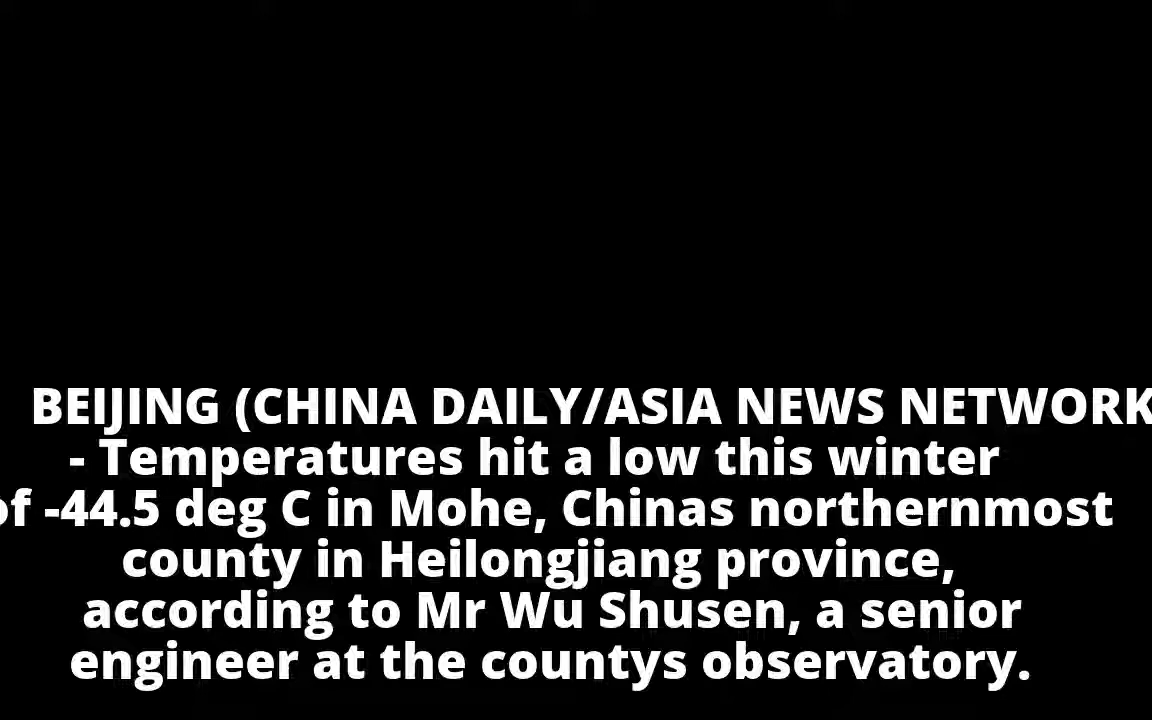 BEIJING (CHINA DAILY/ASIA NEWS NETWORK
- Temperatures hit a low this winter
of -44.5 deg C in Mohe, Chinas northernmost
county in Heilongjiang province,
according to Mr Wu Shusen, a senior
engineer at the countys observatory.